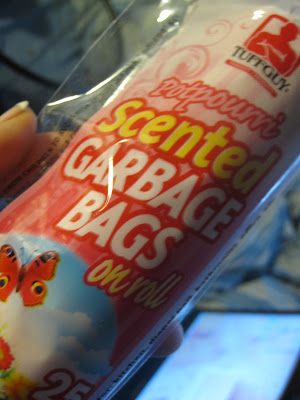 TUFFGUY
Potpourri
scented
GARBAGE
BAGS
on roll
25